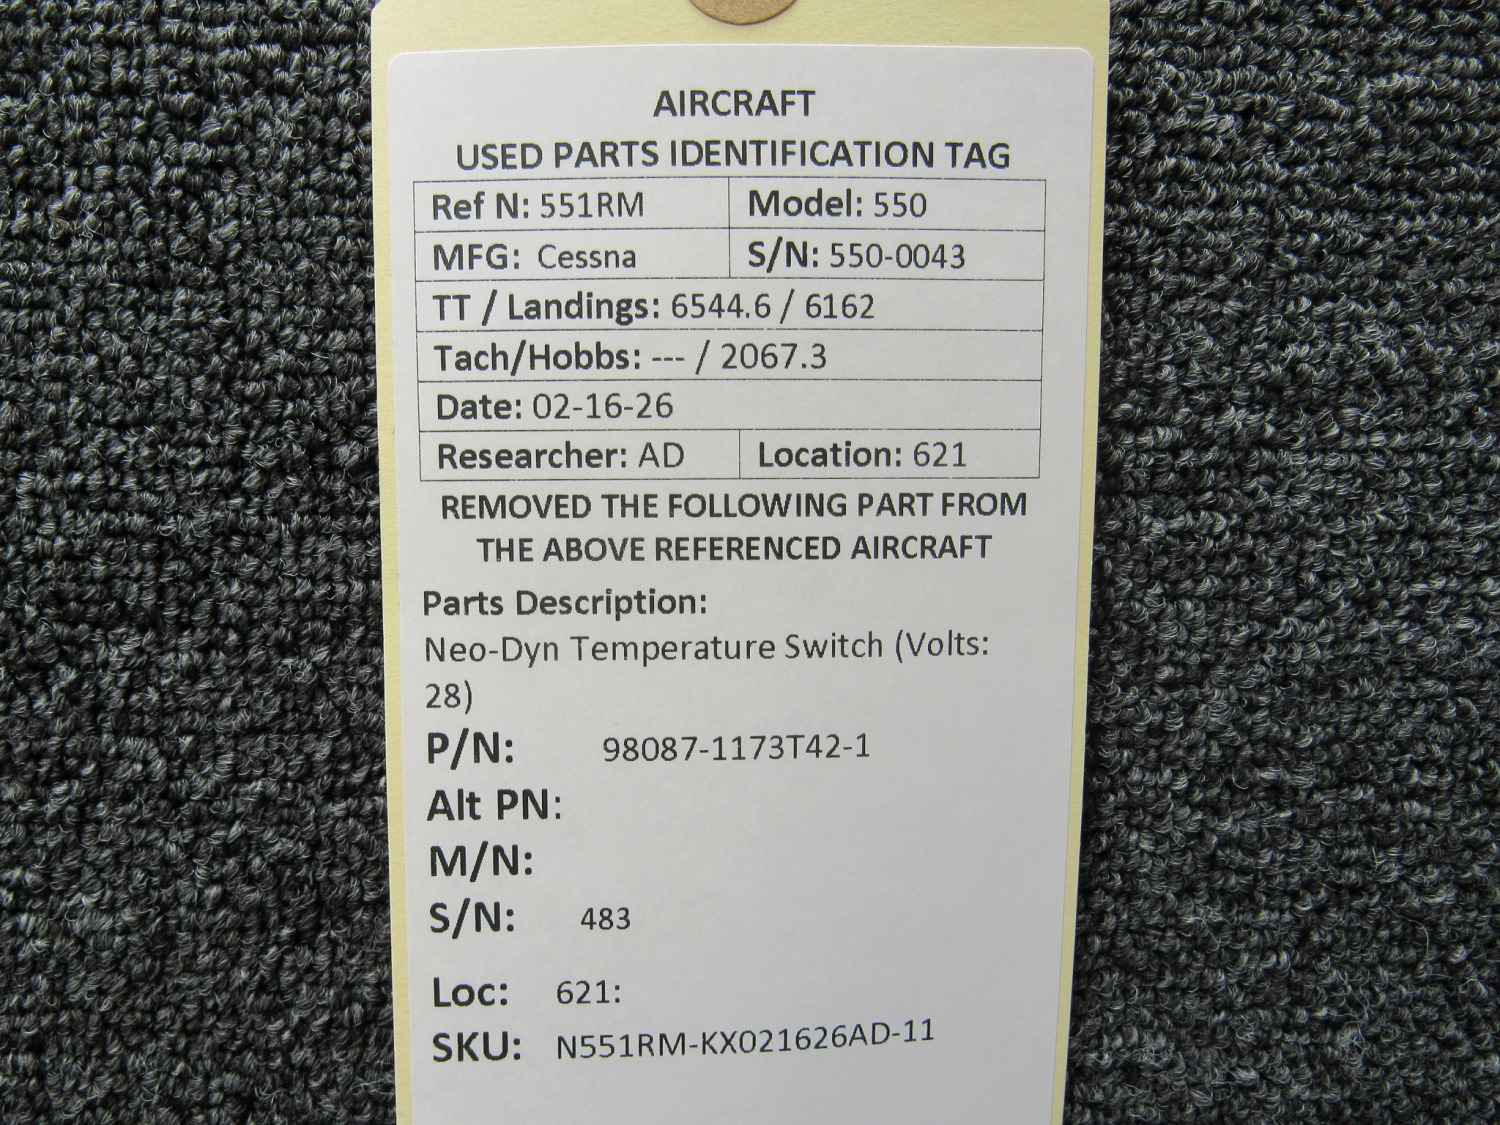 AIRCRAFT
USED PARTS IDENTIFICATION TAG
Ref N: 551RM Model: 550
MFG: Cessna S/N: 550-0043
TT / Landings: 6544.6 / 6162
Tach/Hobbs: --- / 2067.3
Date: 02-16-26
Researcher: AD Location: 621
REMOVED THE FOLLOWING PART FROM
THE ABOVE REFERENCED AIRCRAFT
Parts Description:
Neo-Dyn Temperature Switch (Volts:
28)
P/N: 98087-1173T42-1
Alt PN:
M/N:
S/N: 483
Loc: 621:
SKU: N551RM-KX021626AD-11